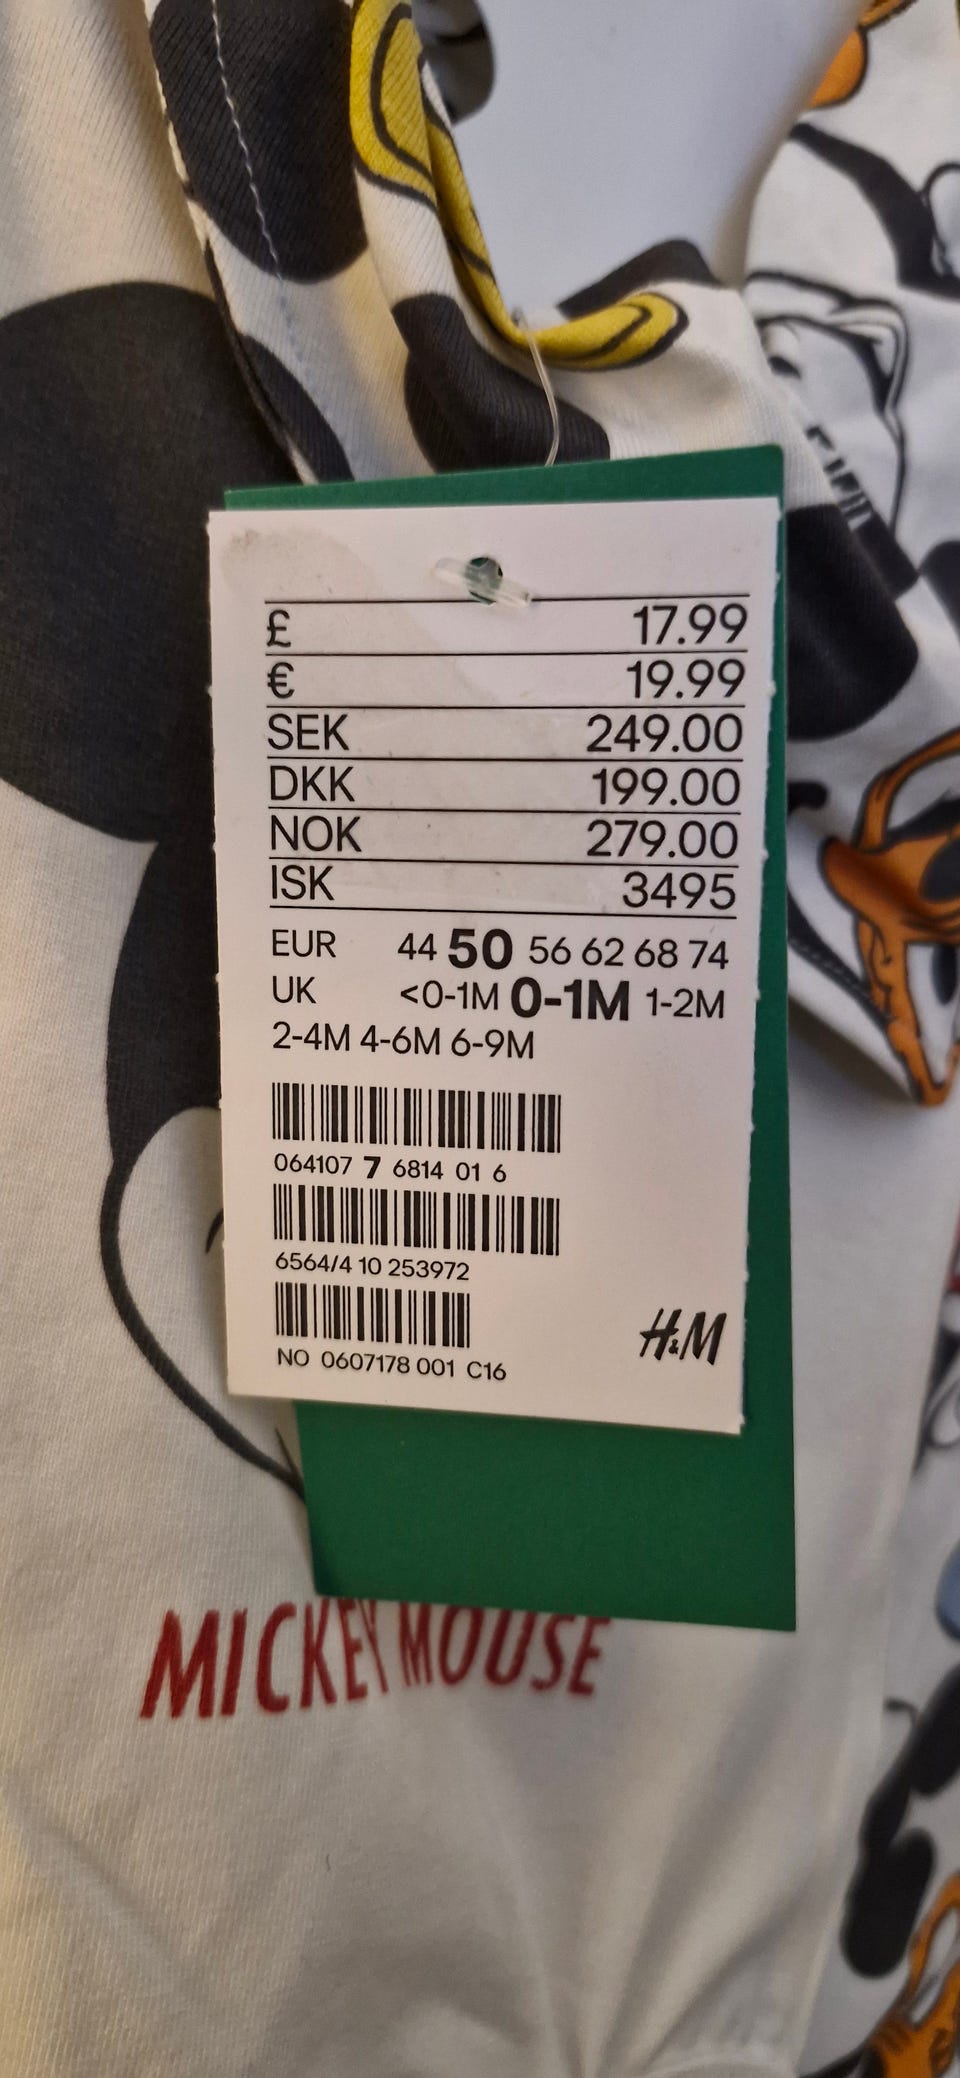 £ 17.99
€ 19.99
SEK 249.00
DKK 199.00
NOK 279.00
ISK 3495
EUR 44 50 56 62 68 74
UK <0-1M 0-1M 1-2M
2-4M 4-6M 6-9M
064107 7 6814 01 6
6564/4 10 253972
H&M
NO 0607178 001 C16
MICKEY MOUSE